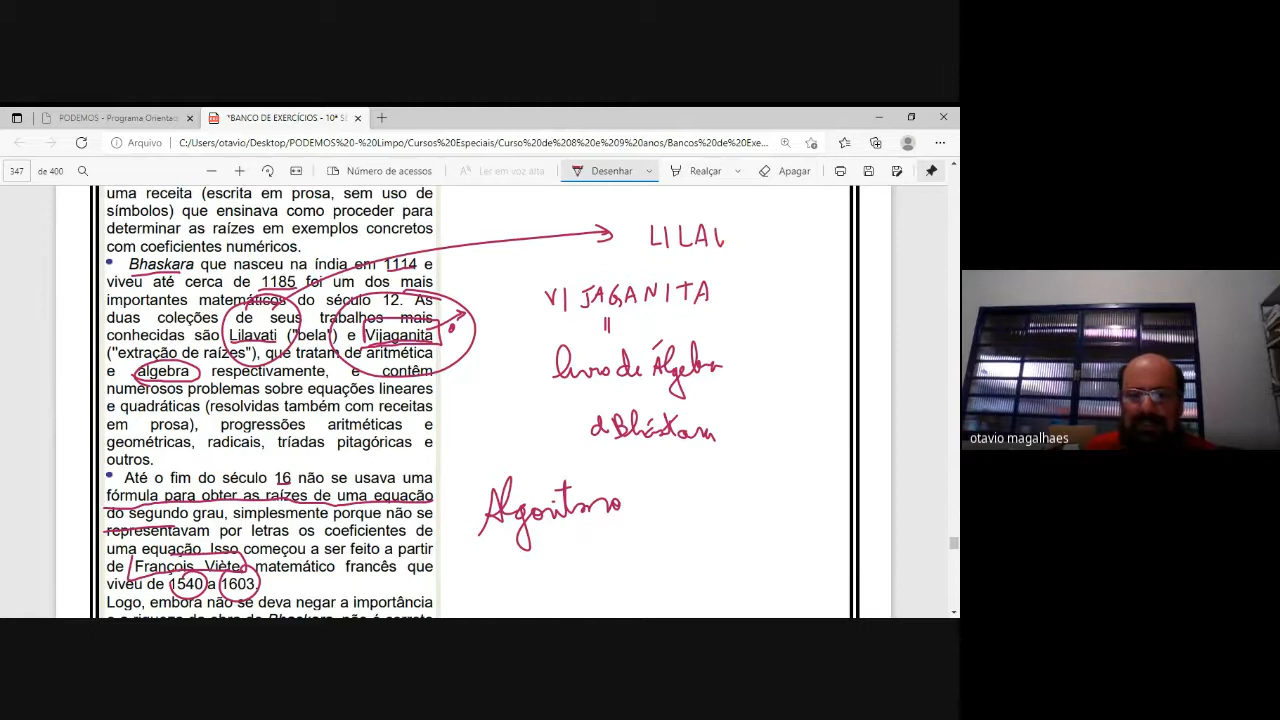 PODEMOS - Programa Orientaç
*BANCO DE EXERCÍCIOS - 10ª SE
Arquivo
C:/Users/otavio/Desktop/PODEMOS%20-%20Limpo/Cursos%20Especiais/Curso%20de%208%20e%209%20anos/Bancos%20de%20Exe...
347 de 400
Número de acessos
Ler em voz alta
Desenhar
Realçar
Apagar
uma receita (escrita em prosa, sem uso de
símbolos) que ensinava como proceder para
determinar as raízes em exemplos concretos
com coeficientes numéricos.
• Bhaskara que nasceu na índia em 1114 e
viveu até cerca de 1185 foi um dos mais
importantes matemáticos do século 12. As
duas coleções de seus trabalhos mais
conhecidas são Lilavati ("bela") e Vijaganita
("extração de raízes"), que tratam de aritmética
e álgebra respectivamente, e contêm
numerosos problemas sobre equações lineares
e quadráticas (resolvidas também com receitas
em prosa), progressões aritméticas e
geométricas, radicais, tríadas pitagóricas e
outros.
• Até o fim do século 16 não se usava uma
fórmula para obter as raízes de uma equação
do segundo grau, simplesmente porque não se
representavam por letras os coeficientes de
uma equação. Isso começou a ser feito a partir
de François Viète, matemático francês que
viveu de 1540 a 1603.
Logo, embora não se deva negar a importância
e a riqueza da obra de Bhaskara, não é correto
LILAV
VIJAGANITA
=
livro de Álgebra
d Bháskara
Algoritmo
otavio magalhaes